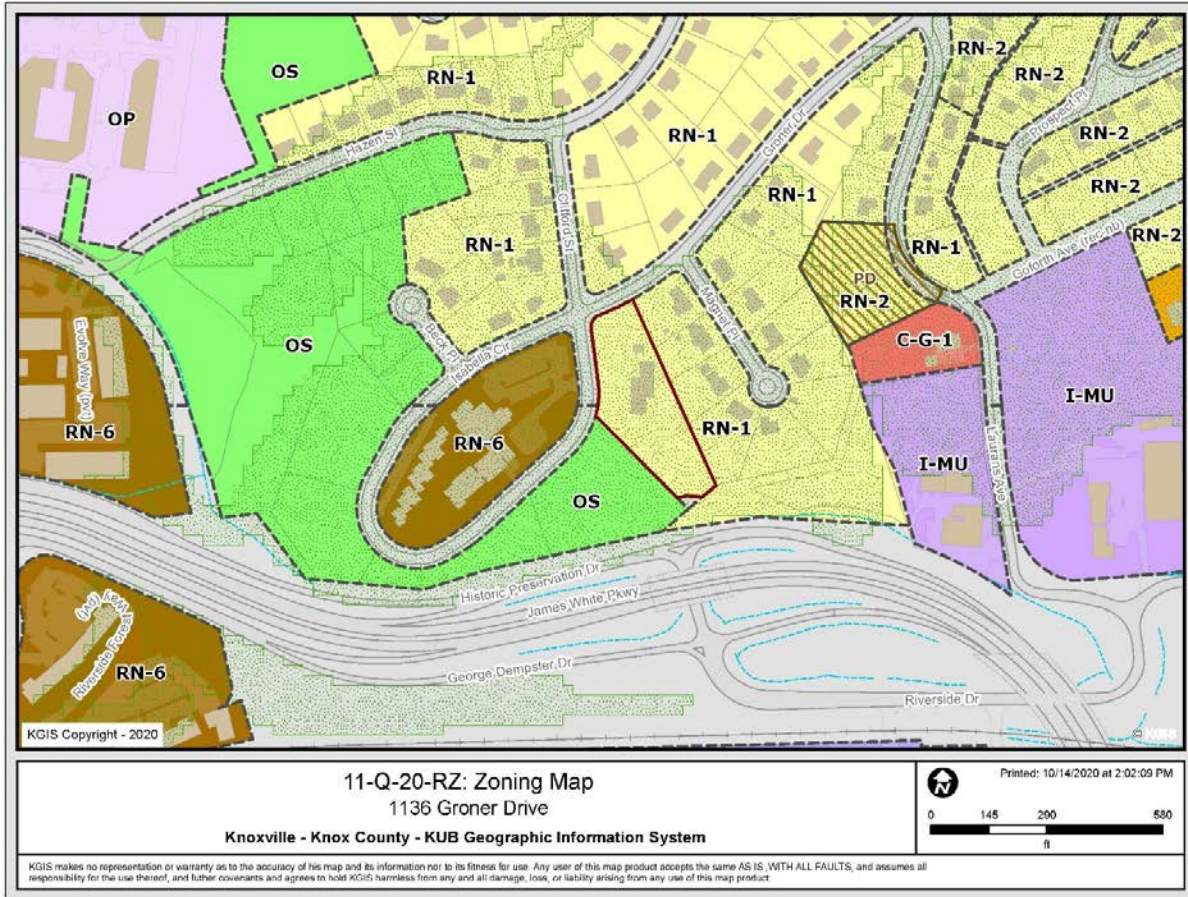 OS
RN-1
RN-2
RN-2
OP
Hazen St
RN-1
Groner Dr
Prospect Pl
RN-2
RN-2
Clifford St
RN-1
RN-1
RN-1
Goforth Ave (rec nb)
RN-2
PD
RN-2
Magnet Pl
OS
Beck Pl
Isabella Cir
C-G-1
Evolve Way (pvt)
I-MU
RN-6
RN-6
RN-1
I-MU
Laurans Ave
OS
Historic Preservation Dr
James White Pkwy
Riverside Forest
Way (pvt)
RN-6
George Dempster Dr
Riverside Dr
KGIS Copyright - 2020
© KGIS
11-Q-20-RZ: Zoning Map
1136 Groner Drive
Knoxville - Knox County - KUB Geographic Information System
N
Printed: 10/14/2020 at 2:02:09 PM
0 145 290 580
ft
KGIS makes no representation or warranty as to the accuracy of his map and its information nor to its fitness for use. Any user of this map product accepts the same AS IS ,WITH ALL FAULTS, and assumes all
responsibility for the use thereof, and futher covenants and agrees to hold KGIS harmless from any and all damage, loss, or liability arising from any use of this map product.